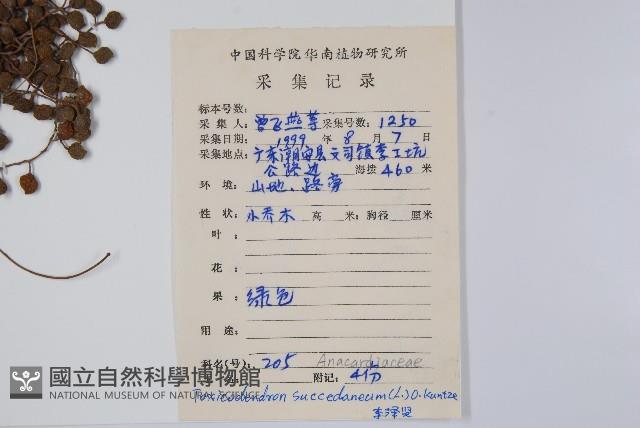 中国科学院华南植物研究所
采集记录
标本号数:
采集人: 曾飞燕等 采集号数: 1250
采集日期: 1999 年 8 月 7 日
采集地点: 广东潮安县文司镇李工坑
公路边 海拨 460 米
环境: 山地、路旁
性状: 小乔木 高 米: 胸径 厘米
叶:
花:
果: 绿色
用途:
科名(号): 205 Anacardiaceae
附记: 4份
Toxicodendron succedaneum (L.) O. Kuntze
李泽贤
國立自然科學博物館
NATIONAL MUSEUM OF NATURAL SCIENCE